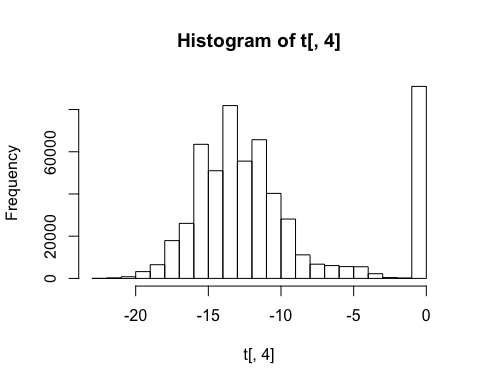 Histogram of t[, 4]
Frequency
60000
20000
0
-20 -15 -10 -5 0
t[, 4]